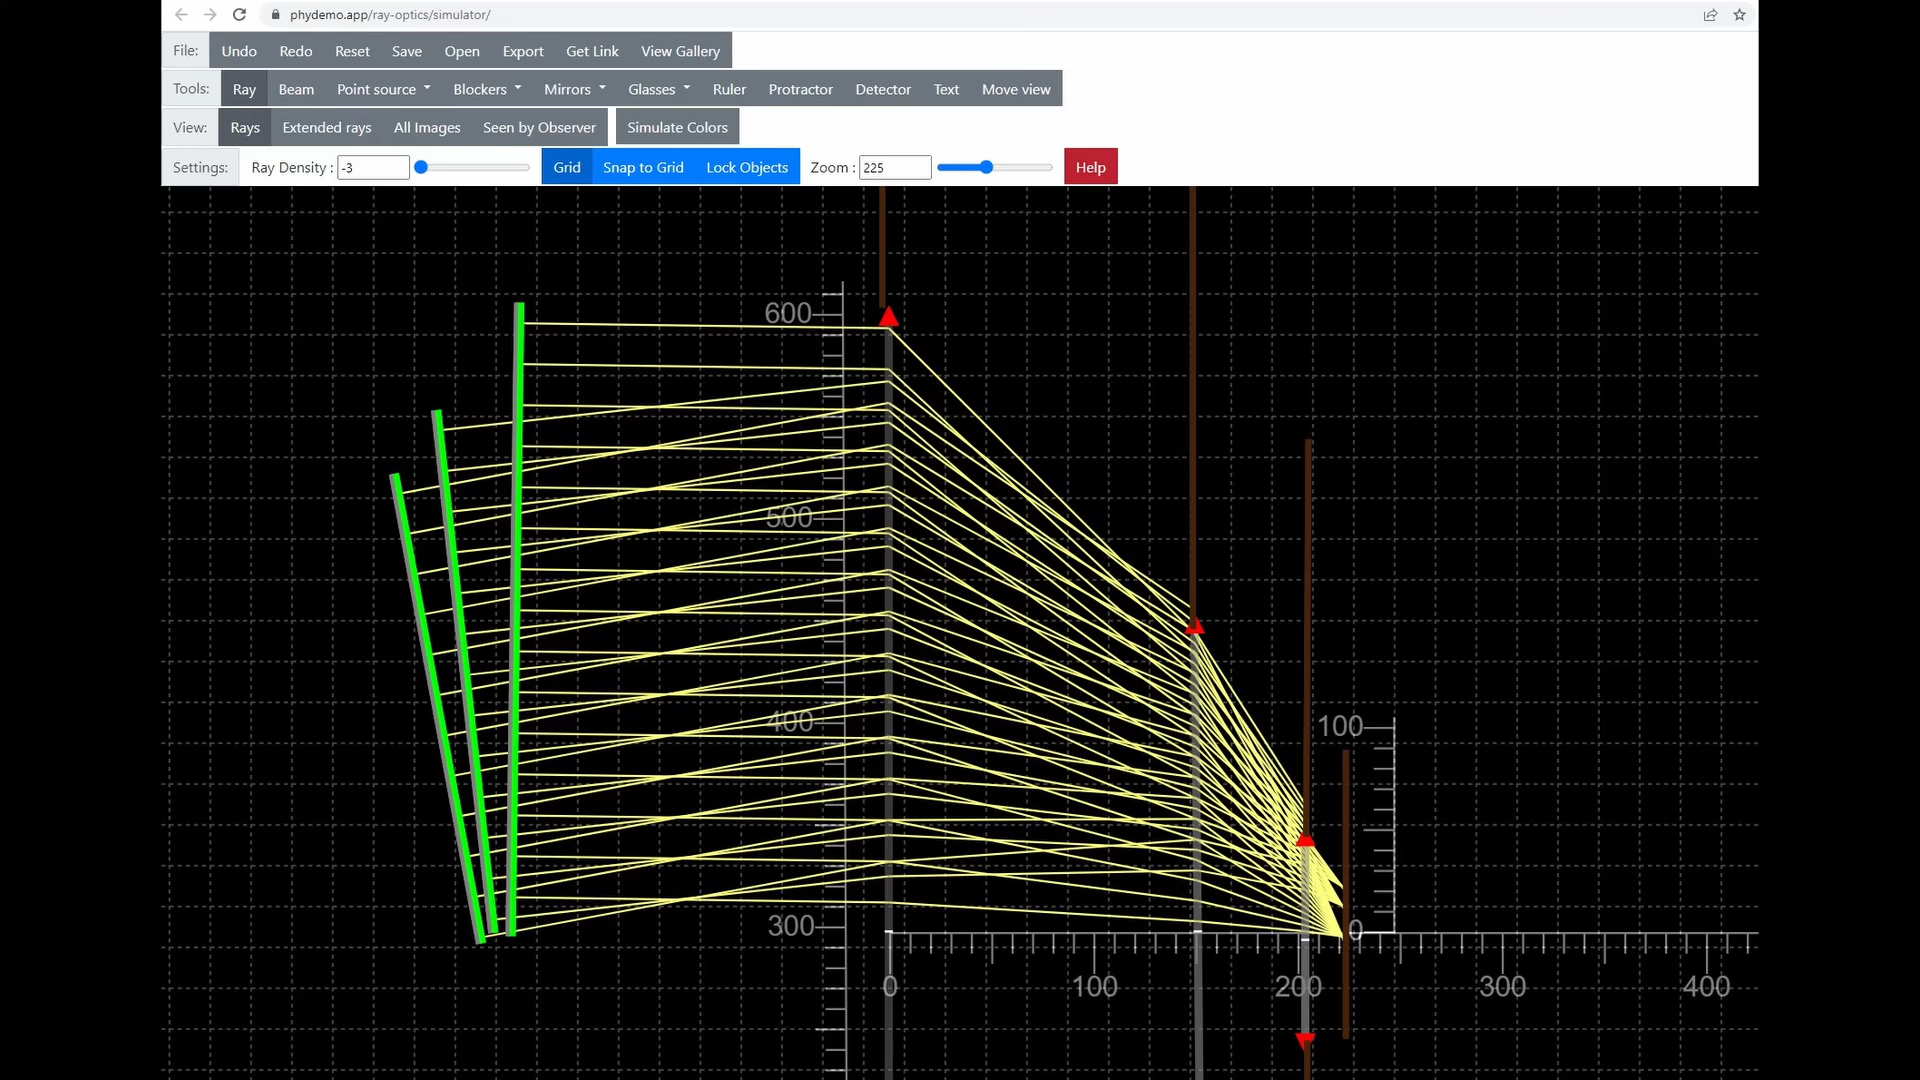 phydemo.app/ray-optics/simulator/
File: Undo Redo Reset Save Open Export Get Link View Gallery
Tools: Ray Beam Point source Blockers Mirrors Glasses Ruler Protractor Detector Text Move view
View: Rays Extended rays All Images Seen by Observer Simulate Colors
Settings: Ray Density : -3 Grid Snap to Grid Lock Objects Zoom : 225 Help
600
500
400
100
300
0
0 100 200 300 400